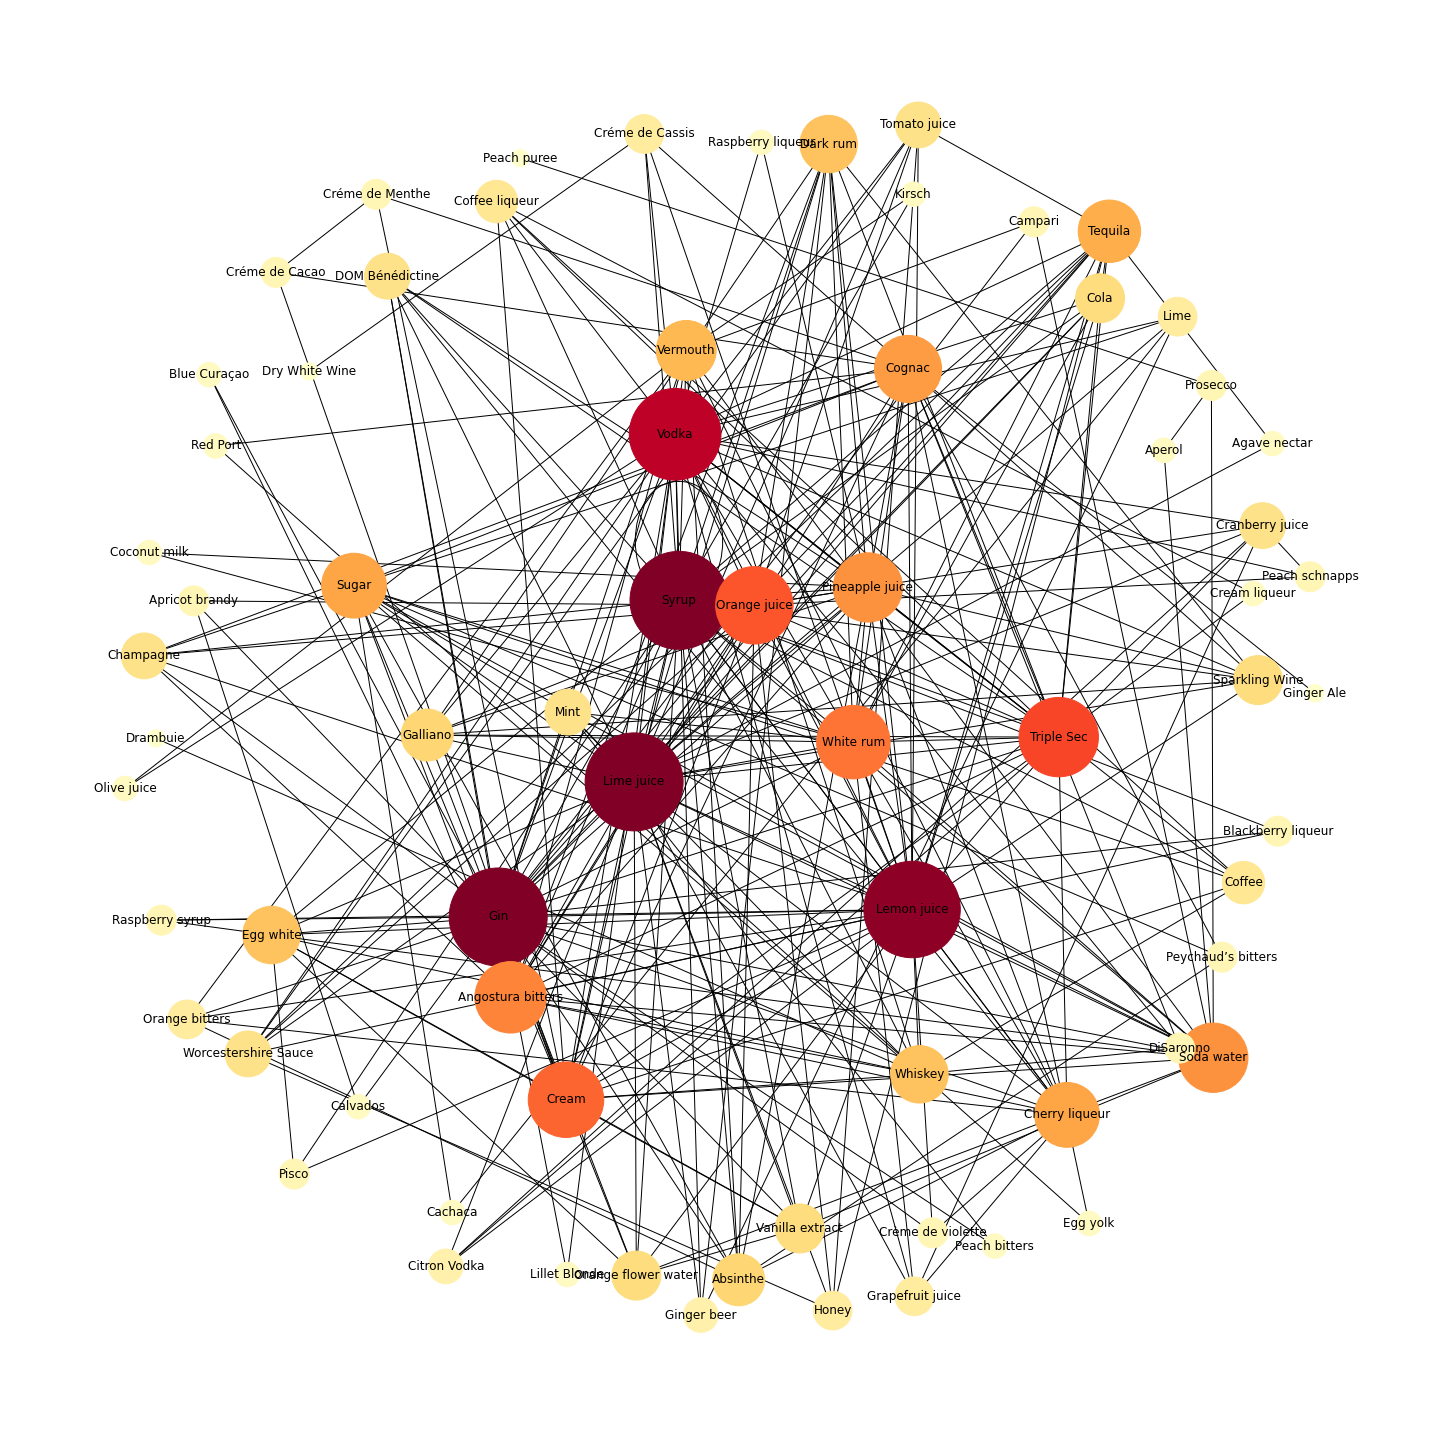 Tomato juice
Créme de Cassis
Raspberry liqueur
Dark rum
Peach puree
Créme de Menthe
Kirsch
Coffee liqueur
Campari
Tequila
Créme de Cacao
DOM Bénédictine
Cola
Lime
Vermouth
Blue Curaçao
Dry White Wine
Cognac
Prosecco
Vodka
Red Port
Agave nectar
Aperol
Cranberry juice
Coconut milk
Peach schnapps
Sugar
Pineapple juice
Cream liqueur
Apricot brandy
Syrup
Orange juice
Champagne
Sparkling Wine
Ginger Ale
Mint
Drambuie
Galliano
White rum
Triple Sec
Lime juice
Olive juice
Blackberry liqueur
Coffee
Raspberry syrup
Gin
Lemon juice
Egg white
Peychaud’s bitters
Angostura bitters
Orange bitters
Worcestershire Sauce
DiSaronno
Soda water
Whiskey
Cream
Calvados
Cherry liqueur
Pisco
Cachaca
Vanilla extract
Créme de violette
Egg yolk
Peach bitters
Citron Vodka
Lillet Blonde
Orange flower water
Absinthe
Grapefruit juice
Ginger beer
Honey